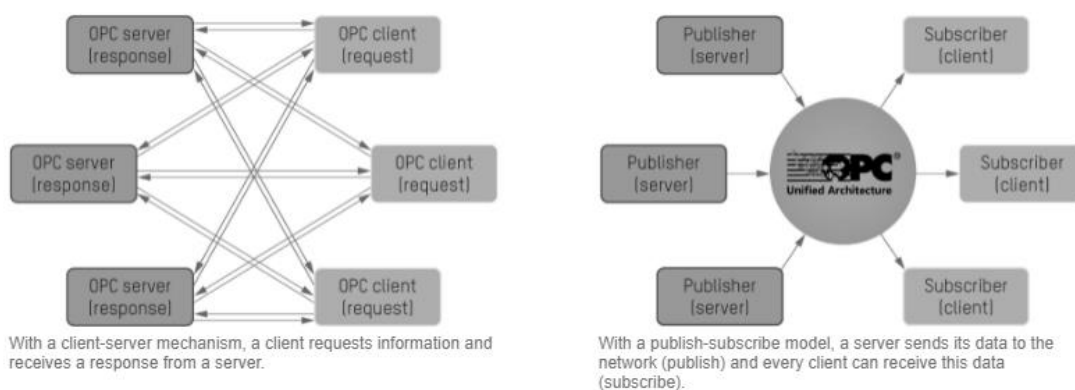 OPC server
(response)
OPC client
(request)
OPC server
(response)
OPC client
(request)
OPC server
(response)
OPC client
(request)
With a client-server mechanism, a client requests information and
receives a response from a server.
Publisher
(server)
Subscriber
(client)
Publisher
(server)
OPC®
Unified Architecture
Subscriber
(client)
Publisher
(server)
Subscriber
(client)
With a publish-subscribe model, a server sends its data to the
network (publish) and every client can receive this data
(subscribe).